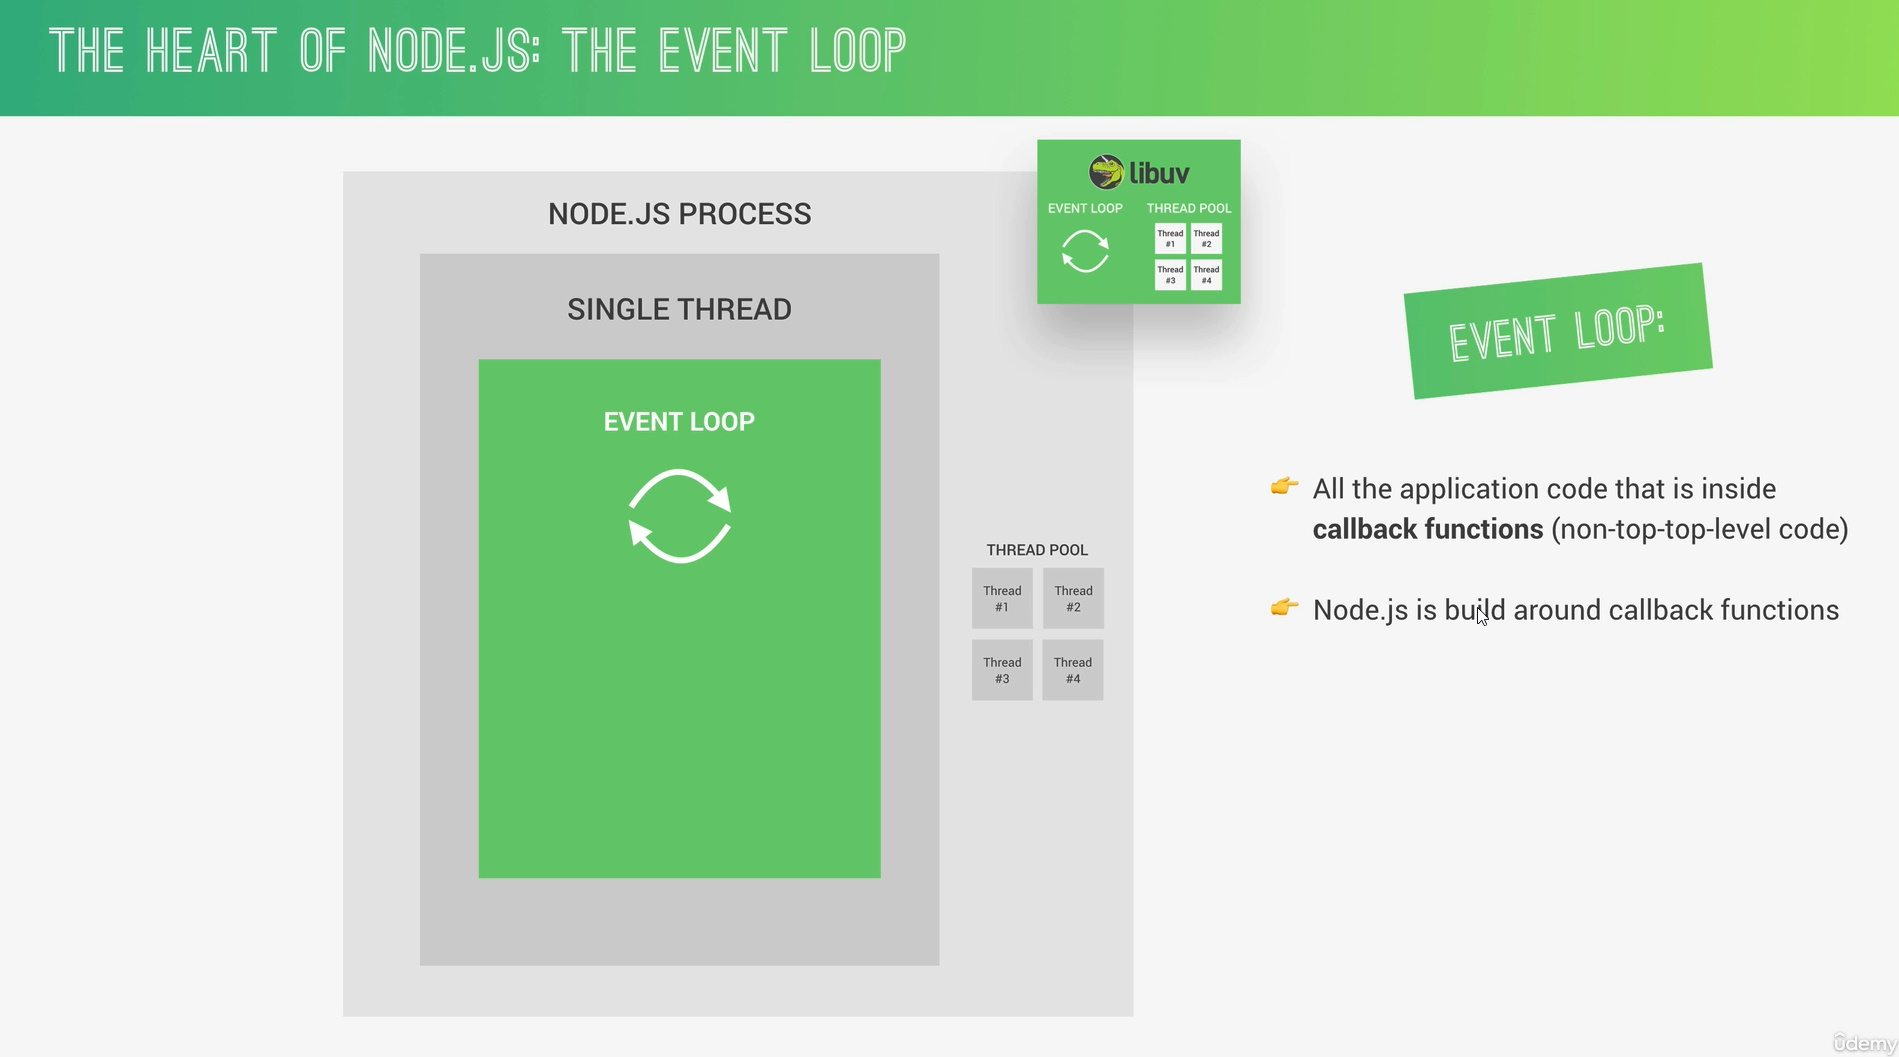 THE HEART OF NODE.JS: THE EVENT LOOP
NODE.JS PROCESS
SINGLE THREAD
EVENT LOOP
THREAD POOL
Thread
#1
Thread
#2
Thread
#3
Thread
#4
libuv
EVENT LOOP
THREAD POOL
Thread
#1
Thread
#2
Thread
#3
Thread
#4
EVENT LOOP:
All the application code that is inside
callback functions (non-top-top-level code)
Node.js is build around callback functions
ûdemy